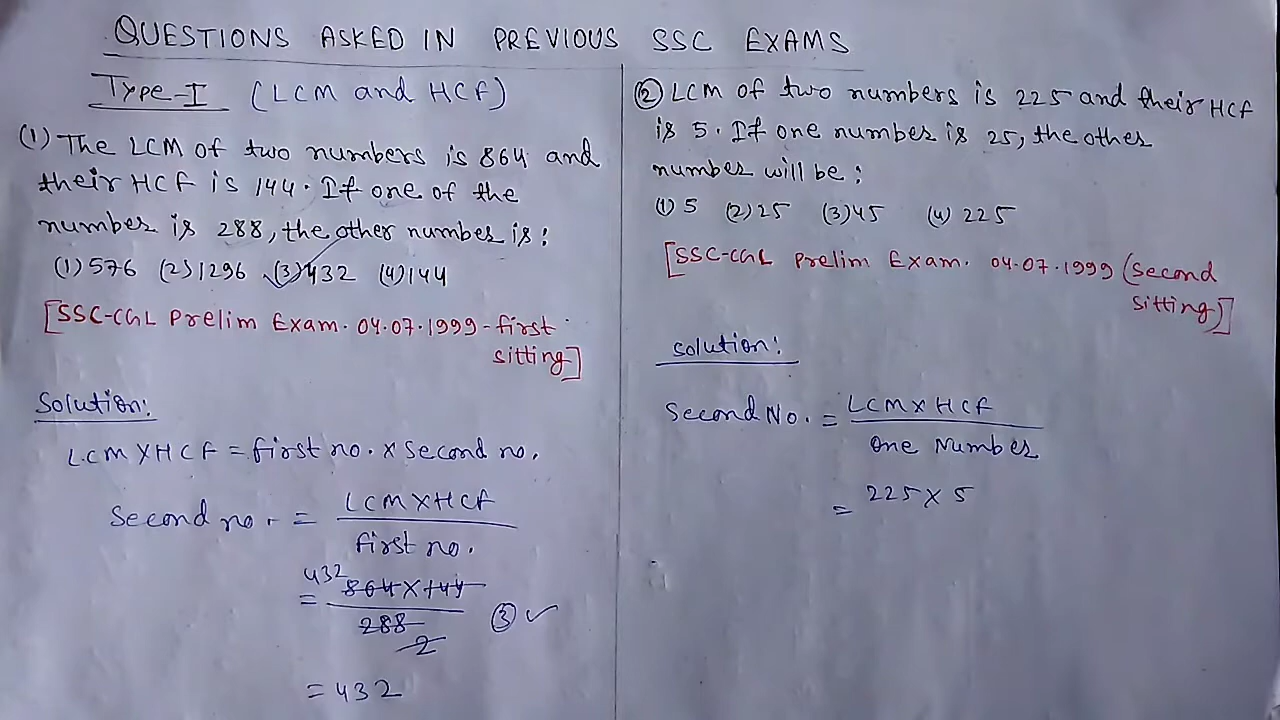 QUESTIONS ASKED IN PREVIOUS SSC EXAMS
Type-I (LCM and HCF)
(1) The LCM of two numbers is 864 and
their HCF is 144. If one of the
number is 288, the other number is:
(1) 576 (2) 1296 (3) 432 (4) 144
[SSC-CGL Prelim Exam. 04.07.1999-first
sitting]
Solution:
LCM X HCF = first no. x second no.
Second no. = LCM X HCF
first no.
432
= 864 X 144
288
2
3 ✓
= 432
2 LCM of two numbers is 225 and their HCF
is 5. If one number is 25, the other
number will be:
(1) 5 (2) 25 (3) 45 (4) 225
[SSC-CGL Prelim Exam. 04.07.1999 (Second
sitting)]
Solution:
Second No. = LCM X HCF
One Number
= 225 X 5